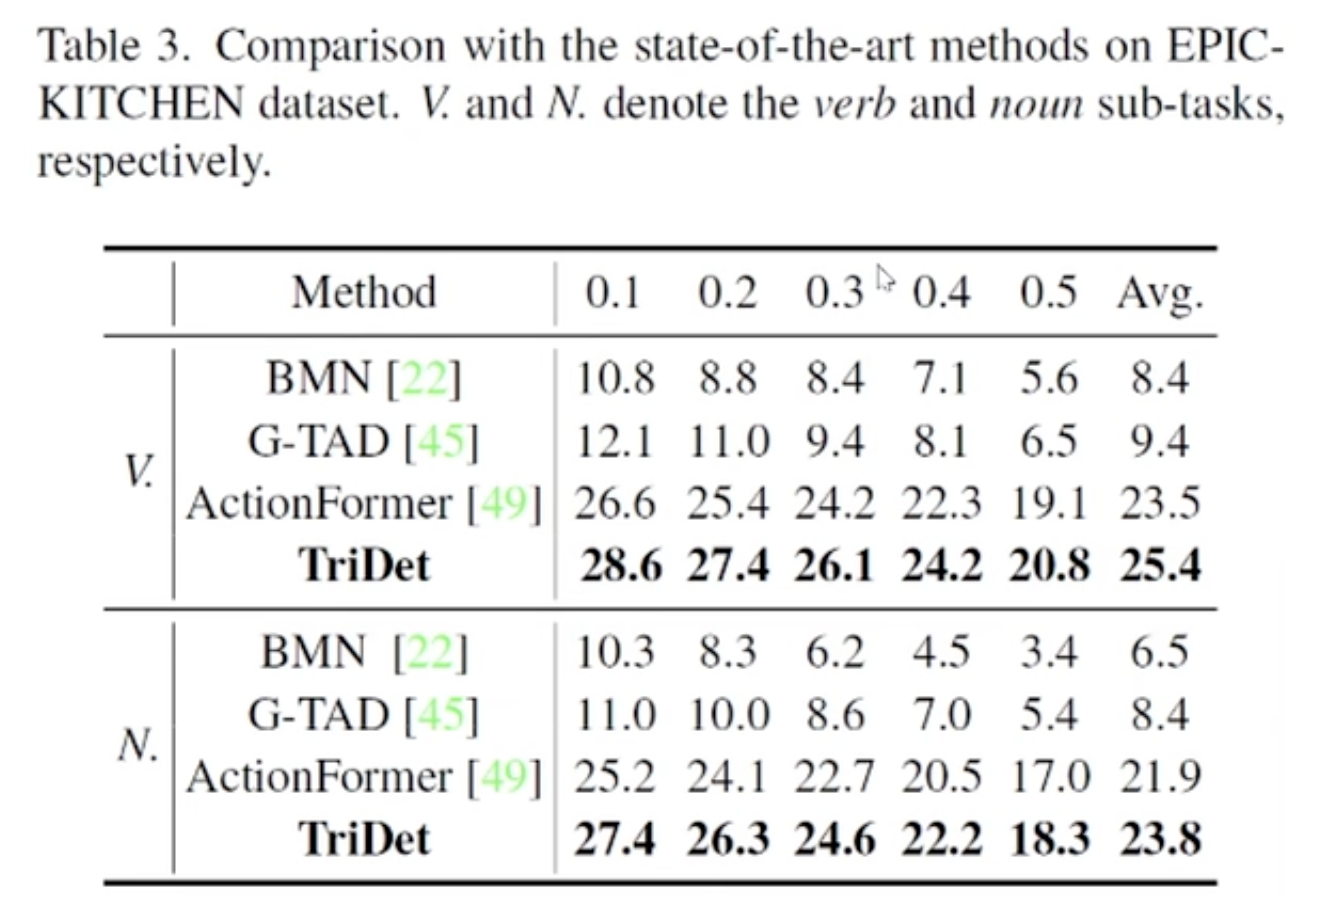 Table 3. Comparison with the state-of-the-art methods on EPIC-
KITCHEN dataset. V. and N. denote the verb and noun sub-tasks,
respectively.
Method 0.1 0.2 0.3 0.4 0.5 Avg.
V.
BMN [22] 10.8 8.8 8.4 7.1 5.6 8.4
G-TAD [45] 12.1 11.0 9.4 8.1 6.5 9.4
ActionFormer [49] 26.6 25.4 24.2 22.3 19.1 23.5
TriDet 28.6 27.4 26.1 24.2 20.8 25.4
N.
BMN [22] 10.3 8.3 6.2 4.5 3.4 6.5
G-TAD [45] 11.0 10.0 8.6 7.0 5.4 8.4
ActionFormer [49] 25.2 24.1 22.7 20.5 17.0 21.9
TriDet 27.4 26.3 24.6 22.2 18.3 23.8